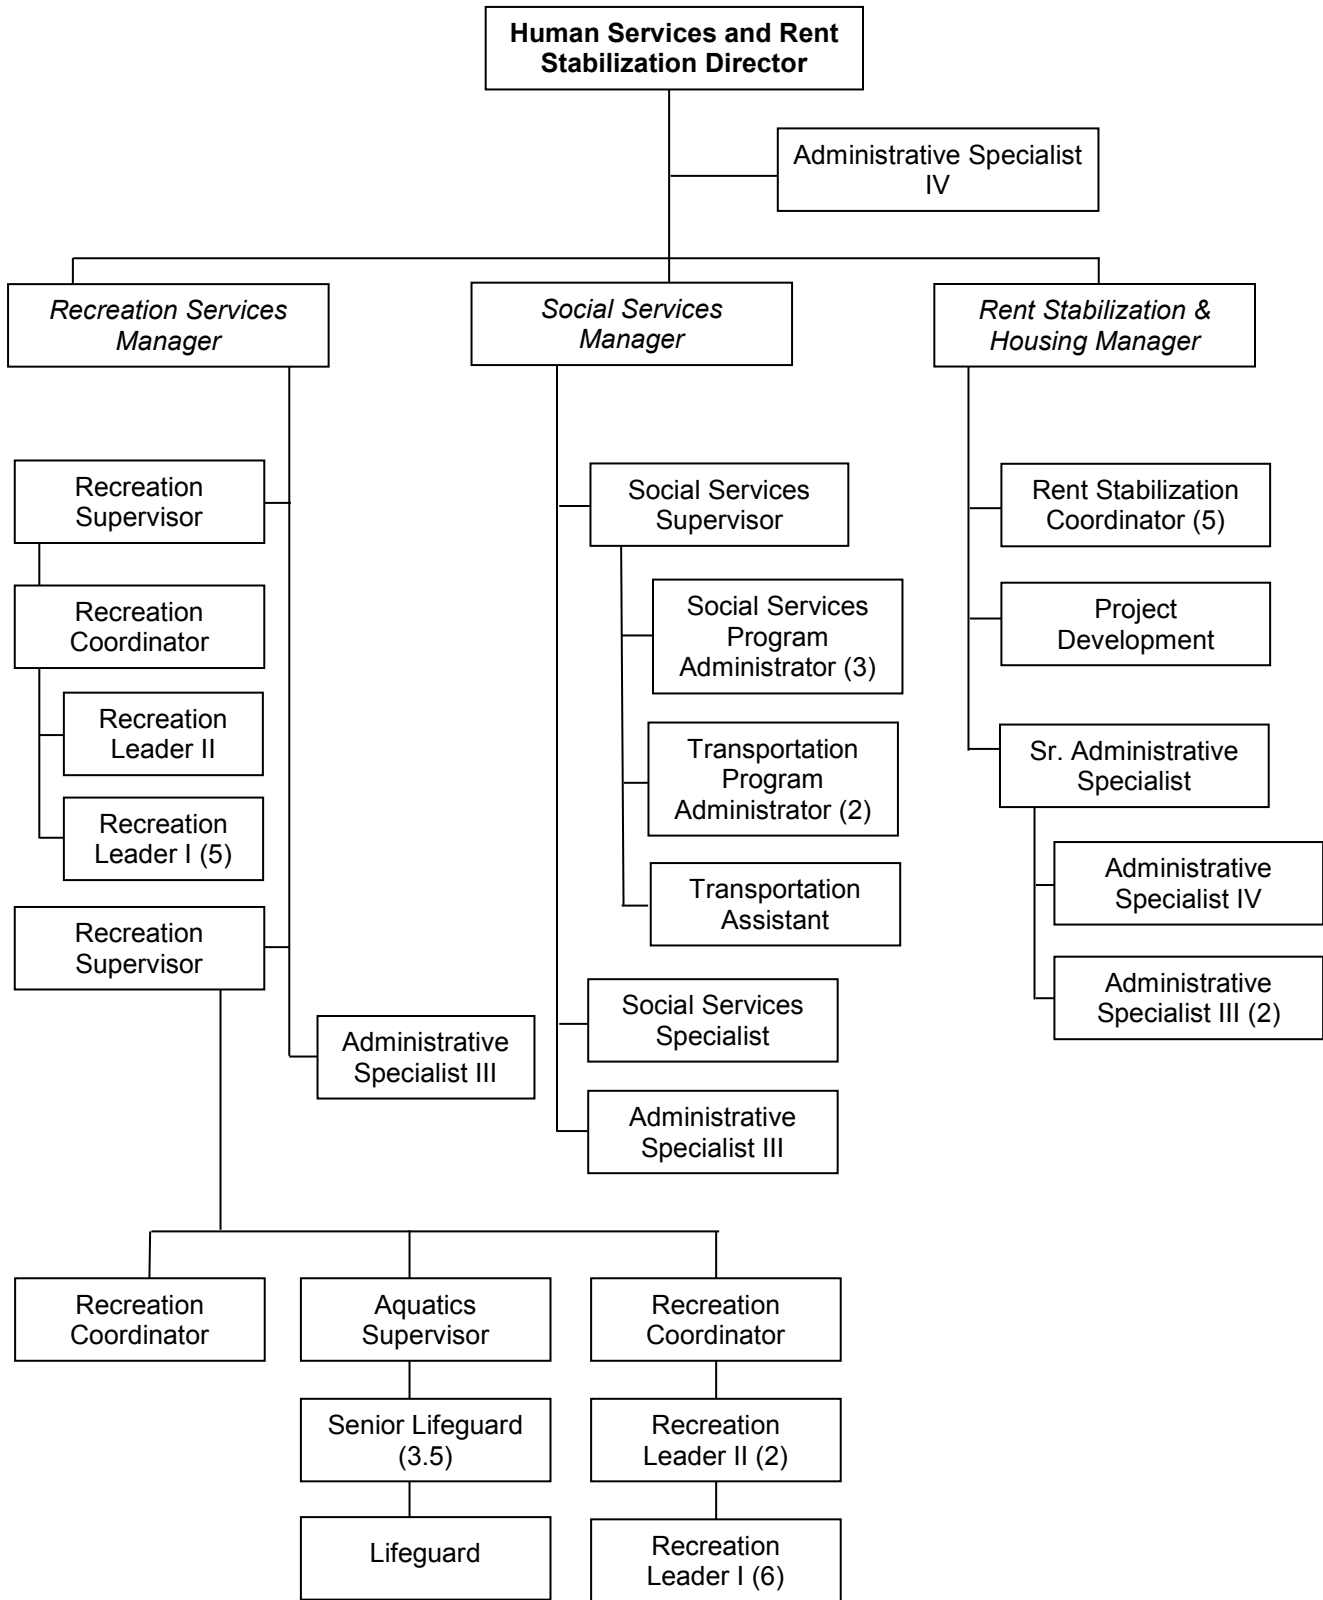 Human Services and Rent
Stabilization Director
Administrative Specialist
IV
Recreation Services
Manager
Social Services
Manager
Rent Stabilization &
Housing Manager
Recreation
Supervisor
Recreation
Coordinator
Recreation
Leader II
Recreation
Leader I (5)
Recreation
Supervisor
Administrative
Specialist III
Social Services
Supervisor
Social Services
Program
Administrator (3)
Transportation
Program
Administrator (2)
Transportation
Assistant
Social Services
Specialist
Administrative
Specialist III
Rent Stabilization
Coordinator (5)
Project
Development
Sr. Administrative
Specialist
Administrative
Specialist IV
Administrative
Specialist III (2)
Recreation
Coordinator
Aquatics
Supervisor
Senior Lifeguard
(3.5)
Lifeguard
Recreation
Coordinator
Recreation
Leader II (2)
Recreation
Leader I (6)